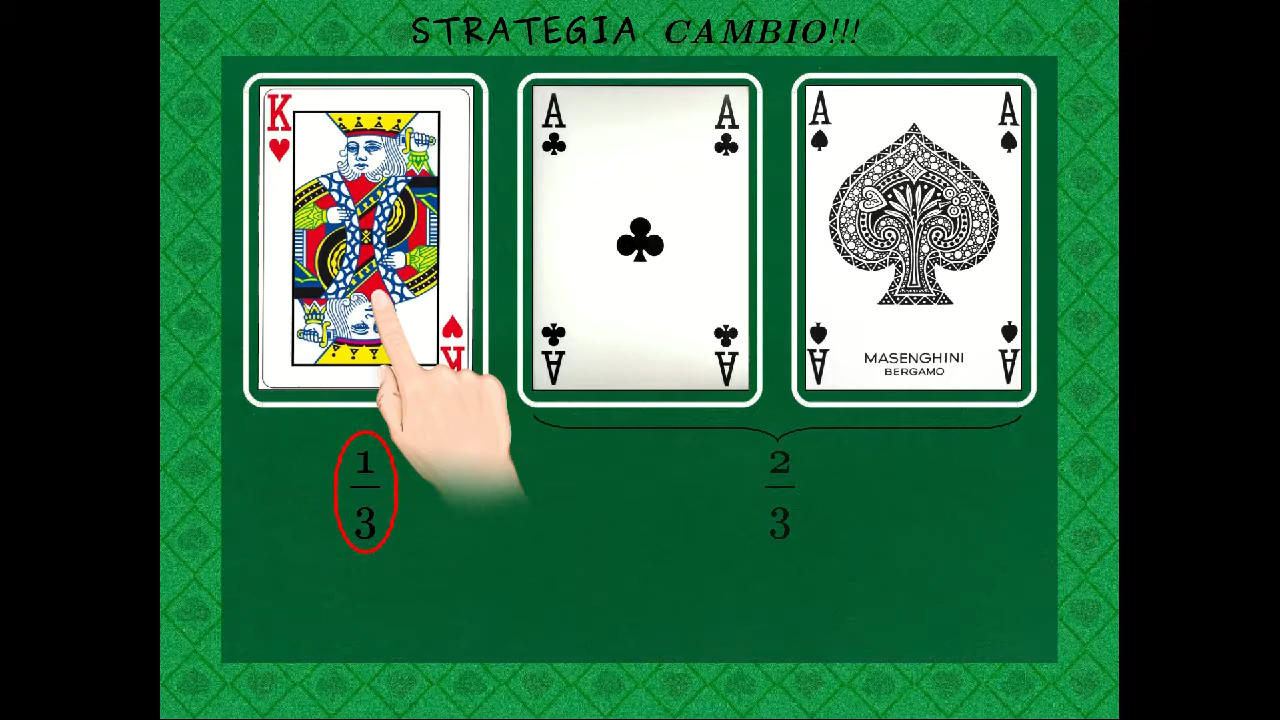 STRATEGIA CAMBIO!!!
K
A A
A A
K
A A
A A
MASENGHINI
BERGAMO
1
3
2
3